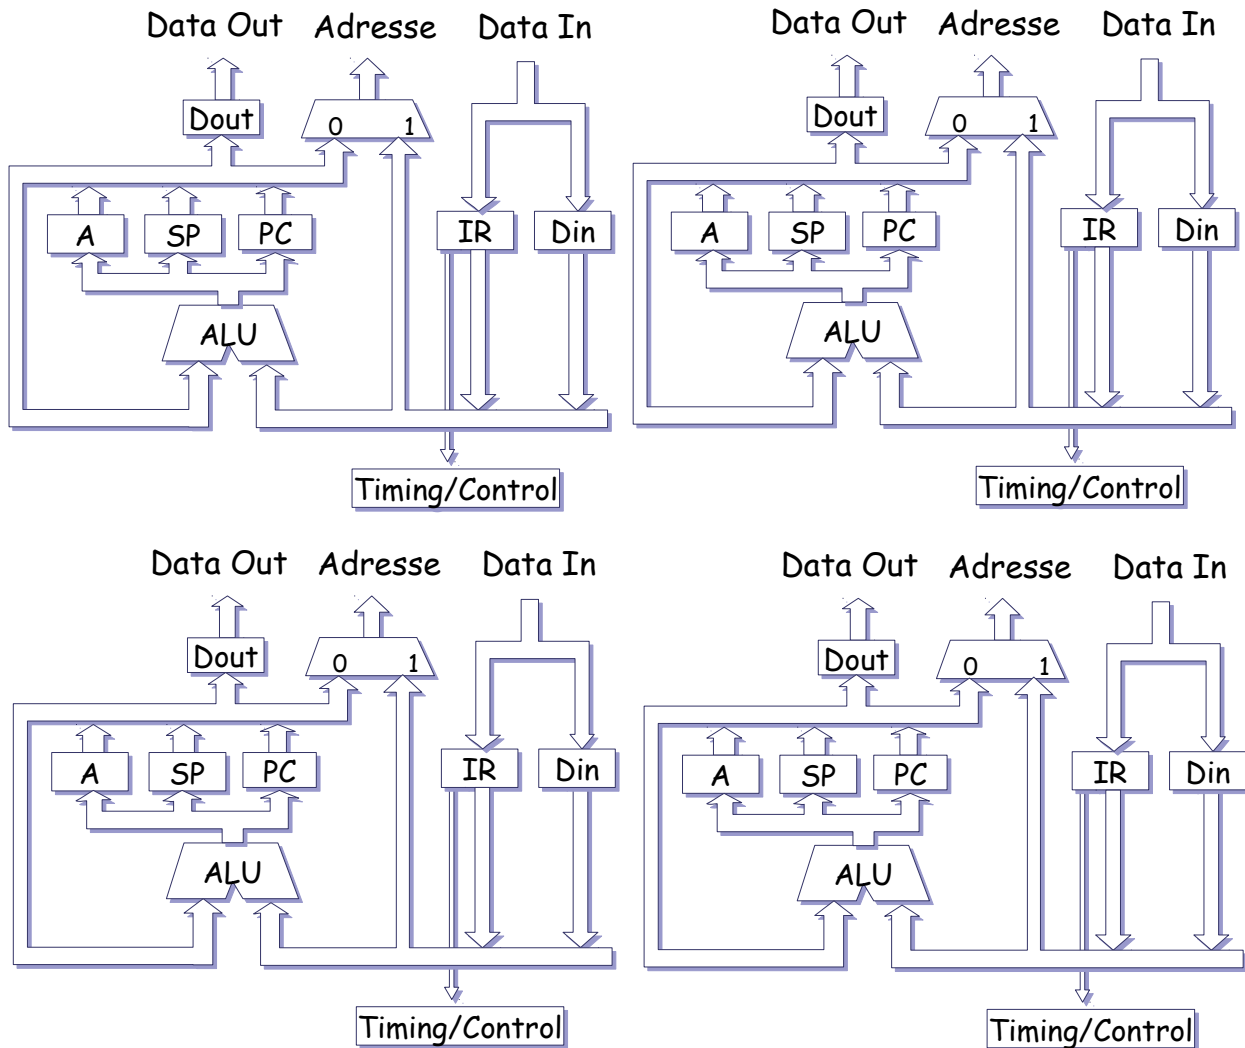 Data Out Adresse Data In
Dout 0 1
A SP PC IR Din
ALU
Timing/Control
Data Out Adresse Data In
Dout 0 1
A SP PC IR Din
ALU
Timing/Control
Data Out Adresse Data In
Dout 0 1
A SP PC IR Din
ALU
Timing/Control
Data Out Adresse Data In
Dout 0 1
A SP PC IR Din
ALU
Timing/Control